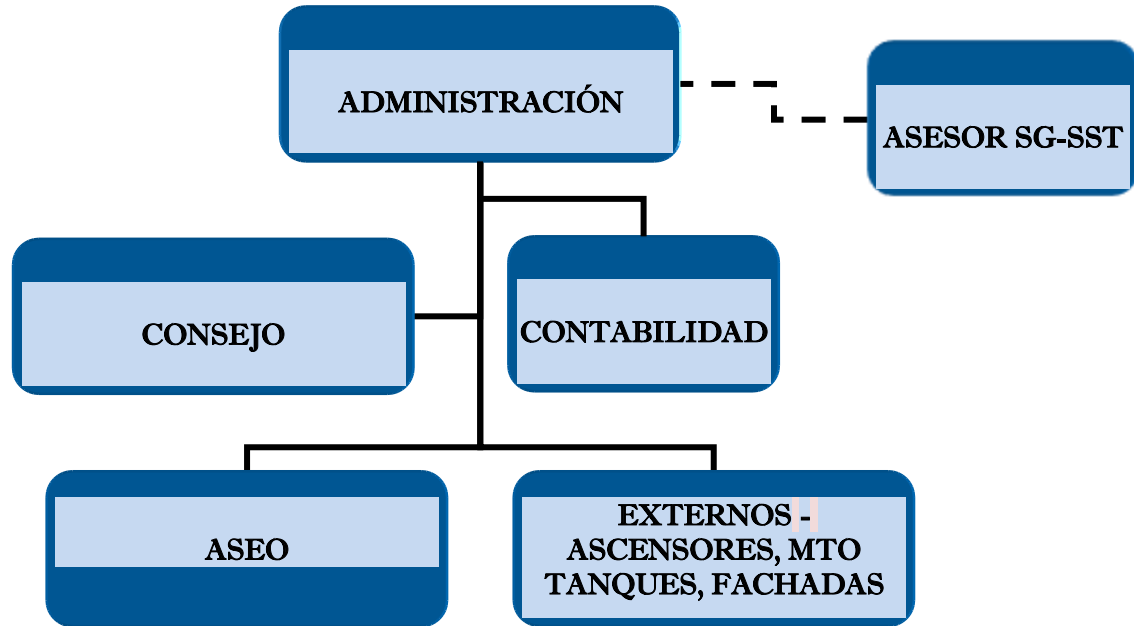 ADMINISTRACIÓN
ASESOR SG-SST
CONSEJO
CONTABILIDAD
ASEO
EXTERNOS -
ASCENSORES, MTO
TANQUES, FACHADAS